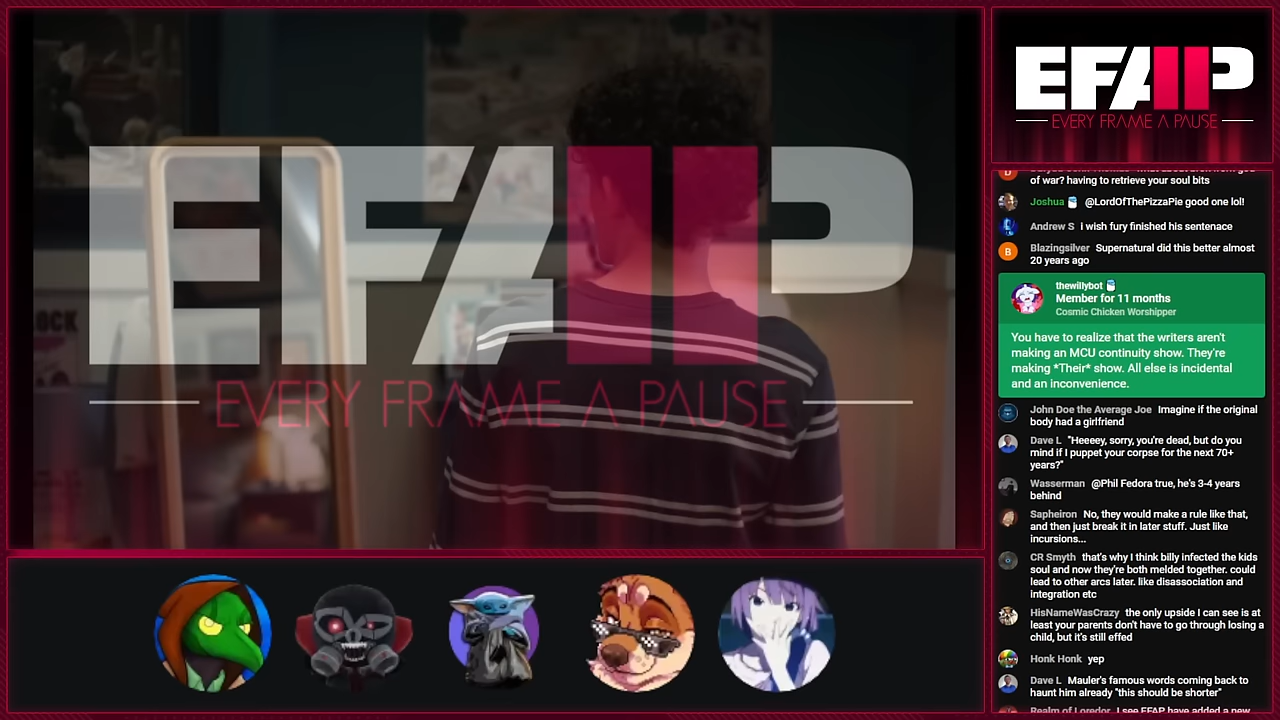 EFAP
EVERY FRAME A PAUSE
OCK
EFAP
EVERY FRAME A PAUSE
of war? having to retrieve your soul bits
Joshua @LordOfThePizzaPie good one lol!
Andrew S I wish fury finished his sentenace
Blazingsilver Supernatural did this better almost
20 years ago
thewillybot
Member for 11 months
Cosmic Chicken Worshipper
You have to realize that the writers aren't
making an MCU continuity show. They're
making *Their* show. All else is incidental
and an inconvenience.
John Doe the Average Joe Imagine if the original
body had a girlfriend
Dave L "Heeeey, sorry, you're dead, but do you
mind if I puppet your corpse for the next 70+
years?"
Wasserman @Phil Fedora true, he's 3-4 years
behind
Sapheiron No, they would make a rule like that,
and then just break it in later stuff. Just like
incursions...
CR Smyth that's why I think billy infected the kids
soul and now they're both melded together. could
lead to other arcs later. like disassociation and
integration etc
HisNameWasCrazy the only upside I can see is at
least your parents don't have to go through losing a
child, but it's still effed
B
Honk Honk yep
Dave L Mauler's famous words coming back to
haunt him already "this should be shorter"
Realm of Loredor I see EFAP have added a new